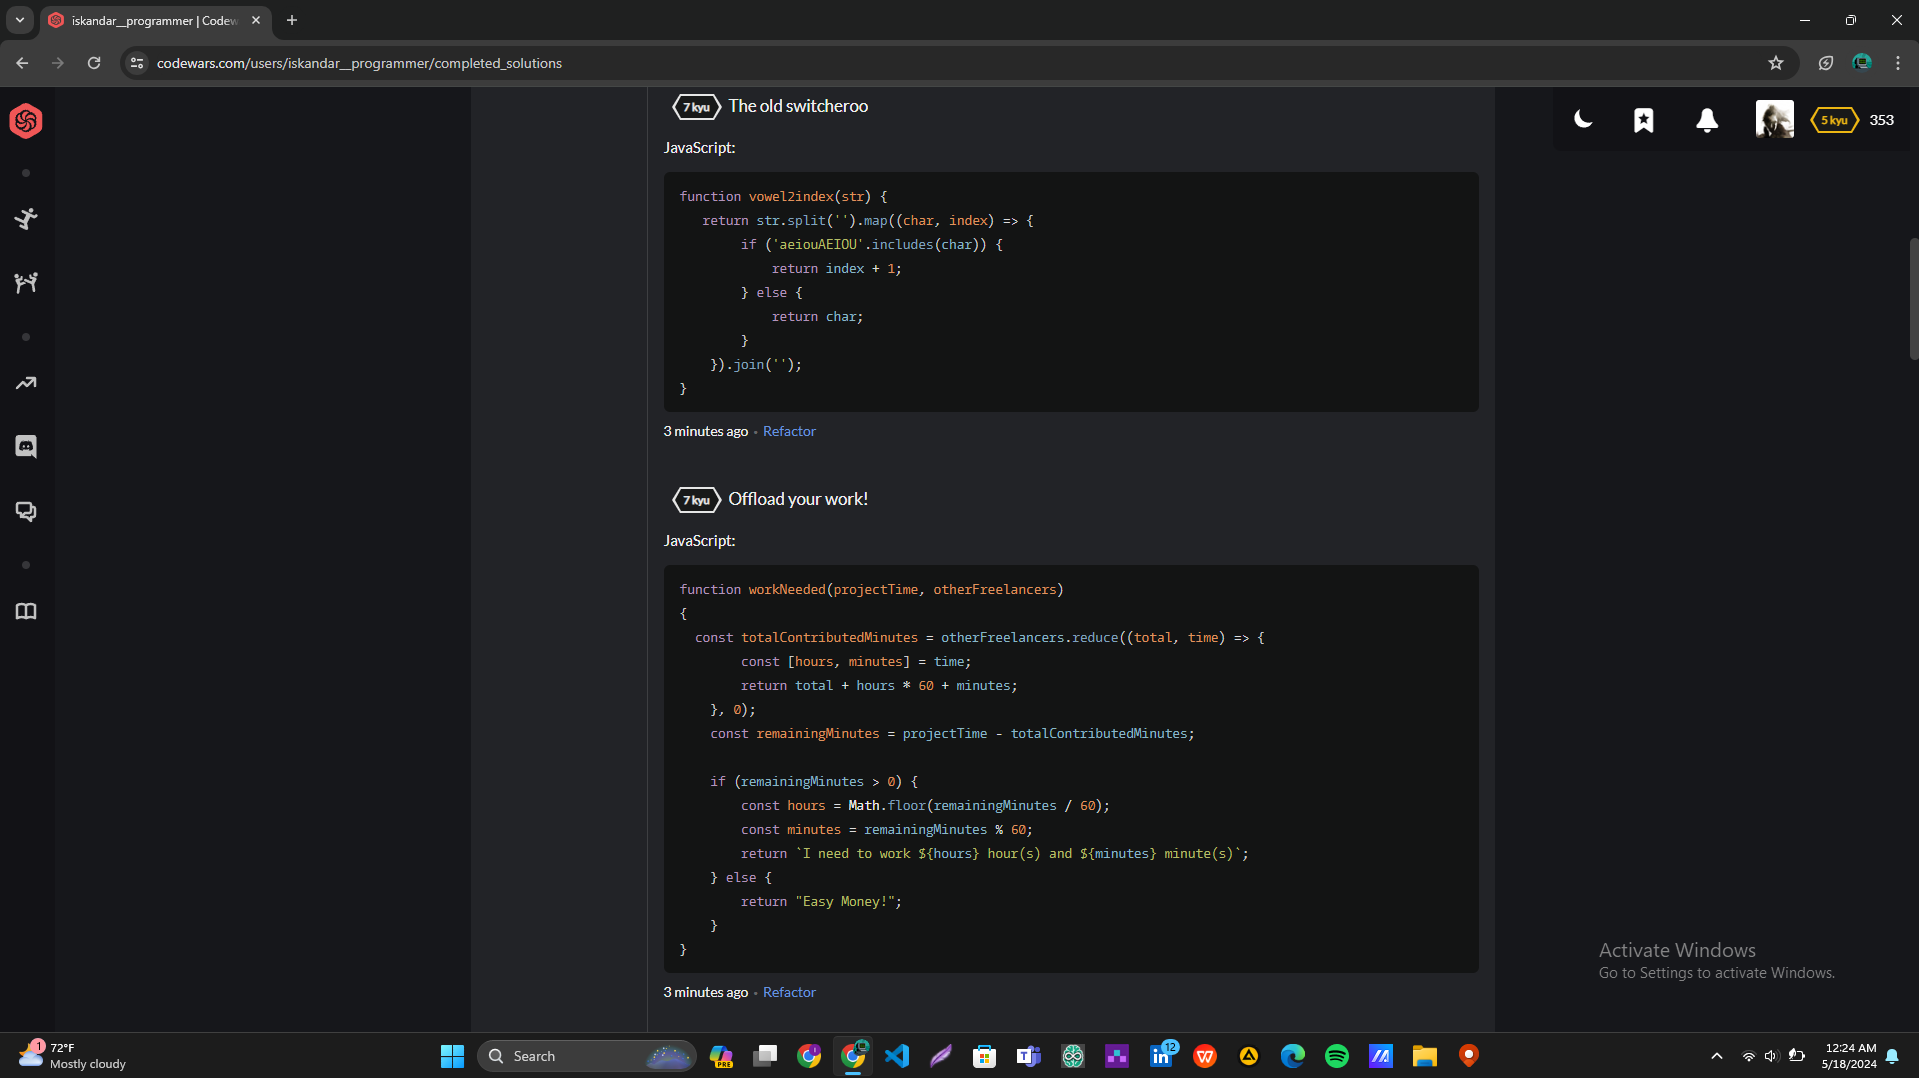 iskandar__programmer | Codew
codewars.com/users/iskandar__programmer/completed_solutions
7 kyu The old switcheroo
5 kyu 353
JavaScript:
function vowel2index(str) {
return str.split('').map((char, index) => {
if ('aeiouAEIOU'.includes(char)) {
return index + 1;
} else {
return char;
}
}).join('');
}
3 minutes ago · Refactor
7 kyu Offload your work!
JavaScript:
function workNeeded(projectTime, otherFreelancers)
{
const totalContributedMinutes = otherFreelancers.reduce((total, time) => {
const [hours, minutes] = time;
return total + hours * 60 + minutes;
}, 0);
const remainingMinutes = projectTime - totalContributedMinutes;
if (remainingMinutes > 0) {
const hours = Math.floor(remainingMinutes / 60);
const minutes = remainingMinutes % 60;
return `I need to work ${hours} hour(s) and ${minutes} minute(s)`;
} else {
return "Easy Money!";
}
}
3 minutes ago · Refactor
Activate Windows
Go to Settings to activate Windows.
1
72°F
Mostly cloudy
Search
PRE
12
12:24 AM
5/18/2024